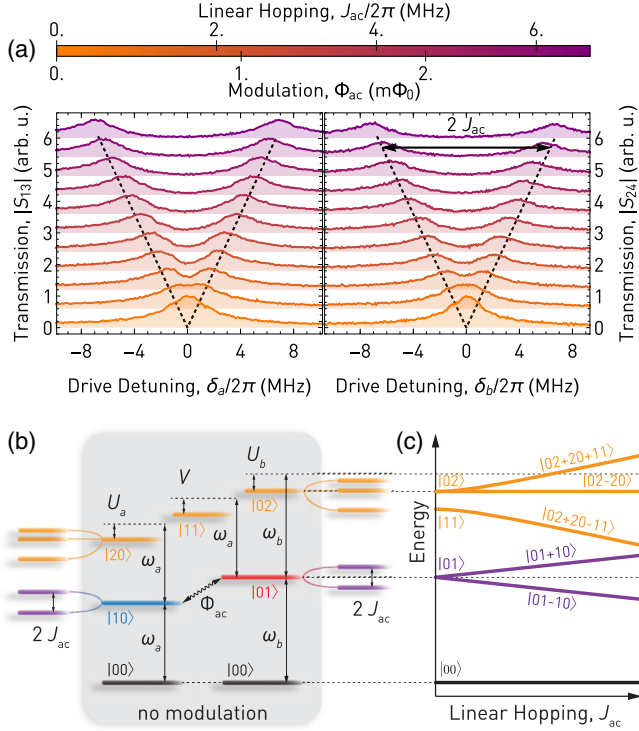 Linear Hopping, J_ac/2π (MHz)
0. 2. 4. 6.
(a)
0. 1. 2.
Modulation, Φ_ac (mΦ₀)
Transmission, |S₁₃| (arb. u.)
6
5
4
3
2
1
0
2 J_ac
6
5
4
3
2
1
0
Transmission, |S₂₄| (arb. u.)
−8 −4 0 4 8
−8 −4 0 4 8
Drive Detuning, δ_a/2π (MHz)
Drive Detuning, δ_b/2π (MHz)
(b)
(c)
U_a
V
U_b
|20⟩
|11⟩
|02⟩
ω_a
ω_a
ω_b
|10⟩
|01⟩
Φ_ac
2 J_ac
2 J_ac
ω_a
ω_b
|00⟩
|00⟩
no modulation
Energy
|02⟩
|02+20+11⟩
|02-20⟩
|11⟩
|02+20-11⟩
|01⟩
|01+10⟩
|01-10⟩
|00⟩
Linear Hopping, J_ac